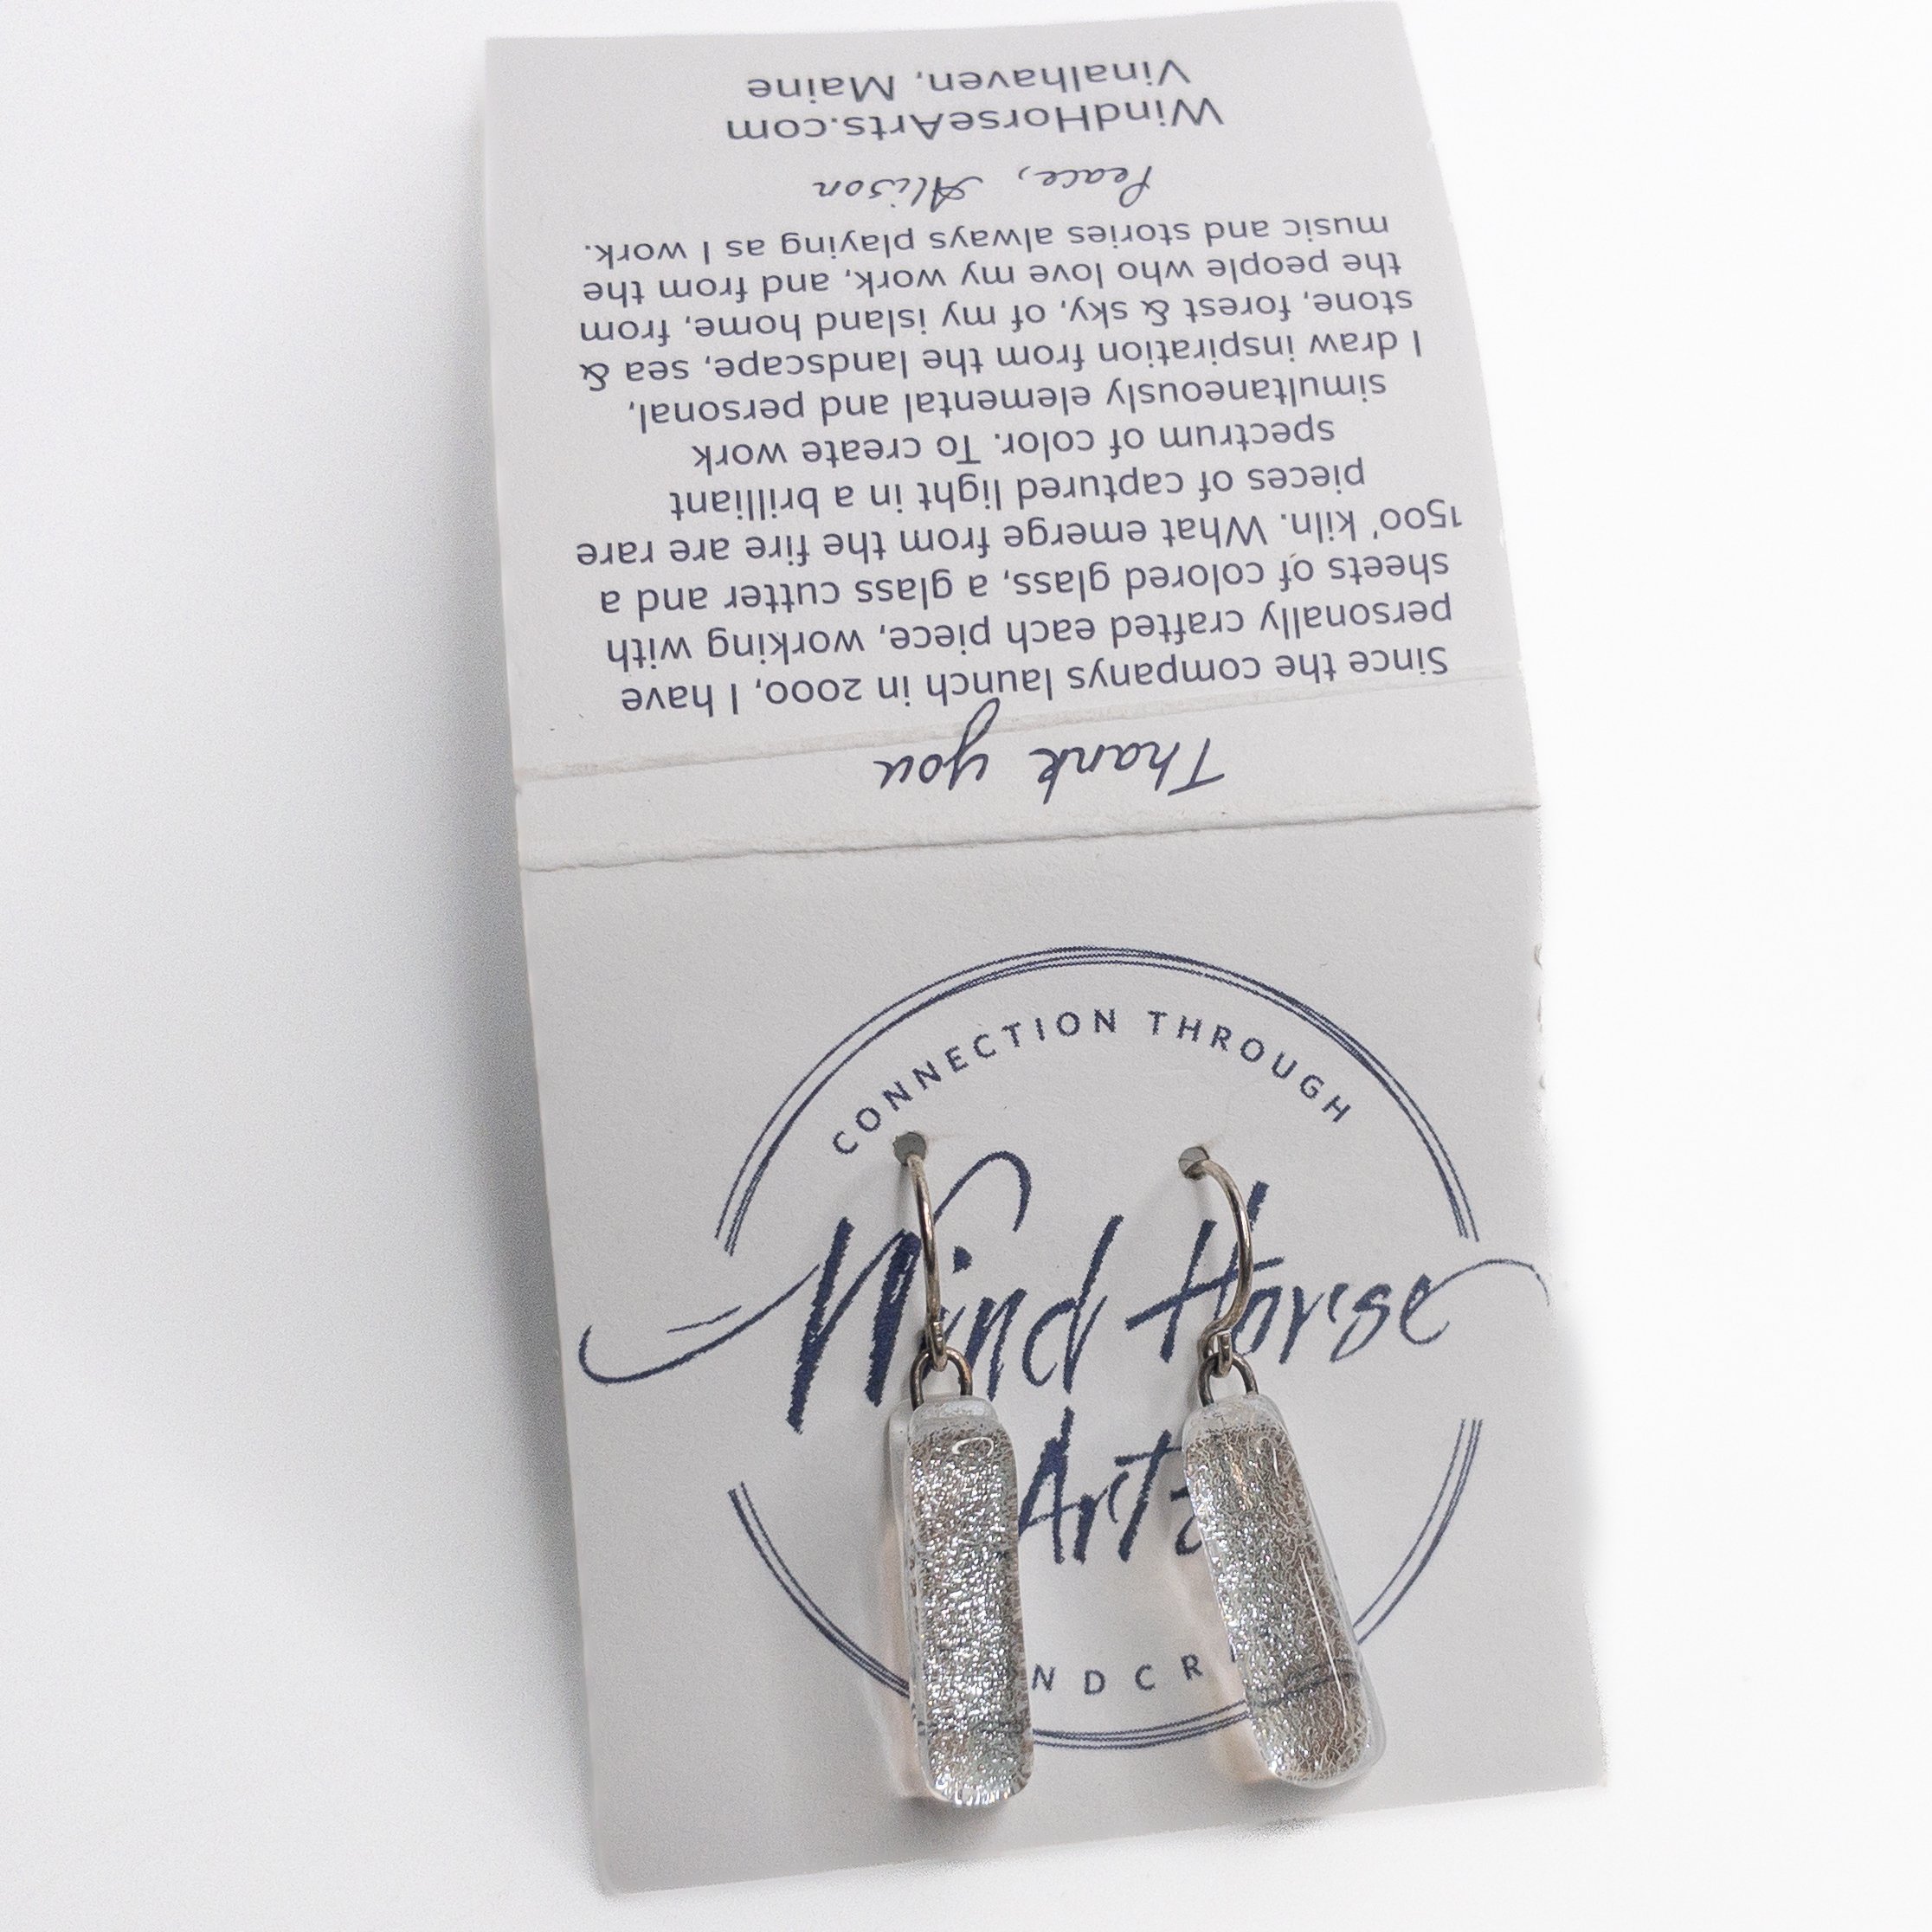 Thank you
Since the companys launch in 2000, I have
personally crafted each piece, working with
sheets of colored glass, a glass cutter and a
1500° kiln. What emerge from the fire are rare
pieces of captured light in a brilliant
spectrum of color. To create work
simultaneously elemental and personal,
I draw inspiration from the landscape, sea &
stone, forest & sky, of my island home, from
the people who love my work, and from the
music and stories always playing as I work.
Peace, Alison
WindHorseArts.com
Vinalhaven, Maine
CONNECTION THROUGH
Wind Horse
Arts
NDCR